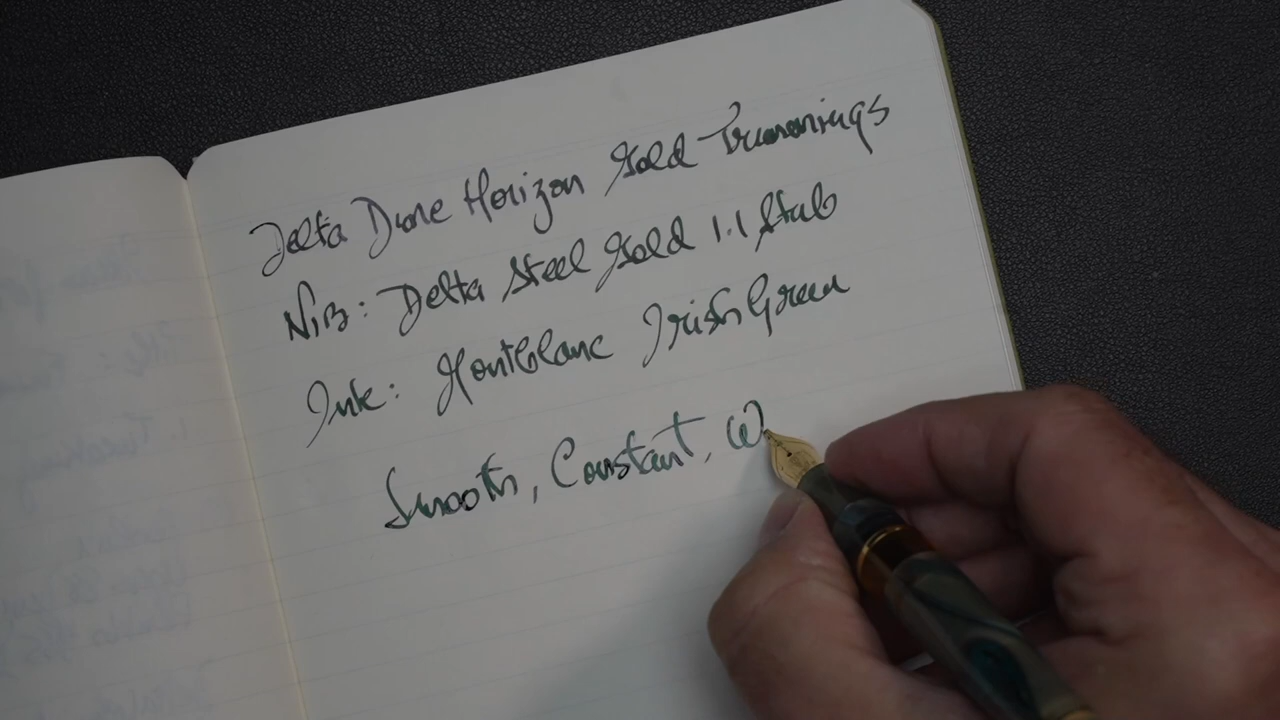 Delta Dune Horizon Gold Trimmings
Nib: Delta Steel Gold 1.1 Stub
Ink: Montblanc Irish Green
Smooth, Constant, W